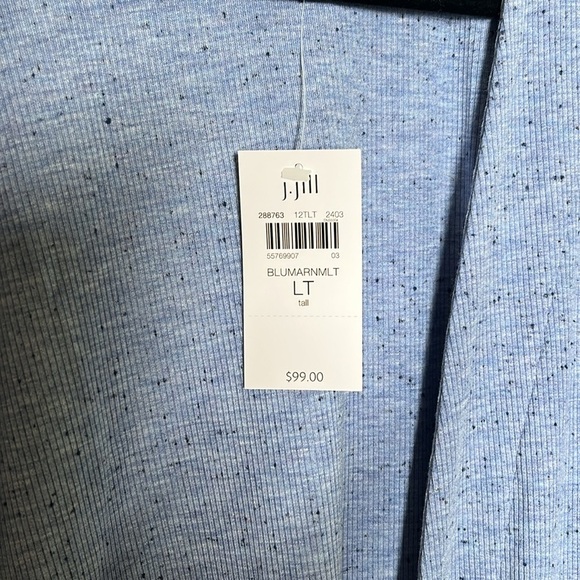 J.Jill
288763 12TLT 2403
55769907 03
BLUMARNMLT
LT
tall
$99.00